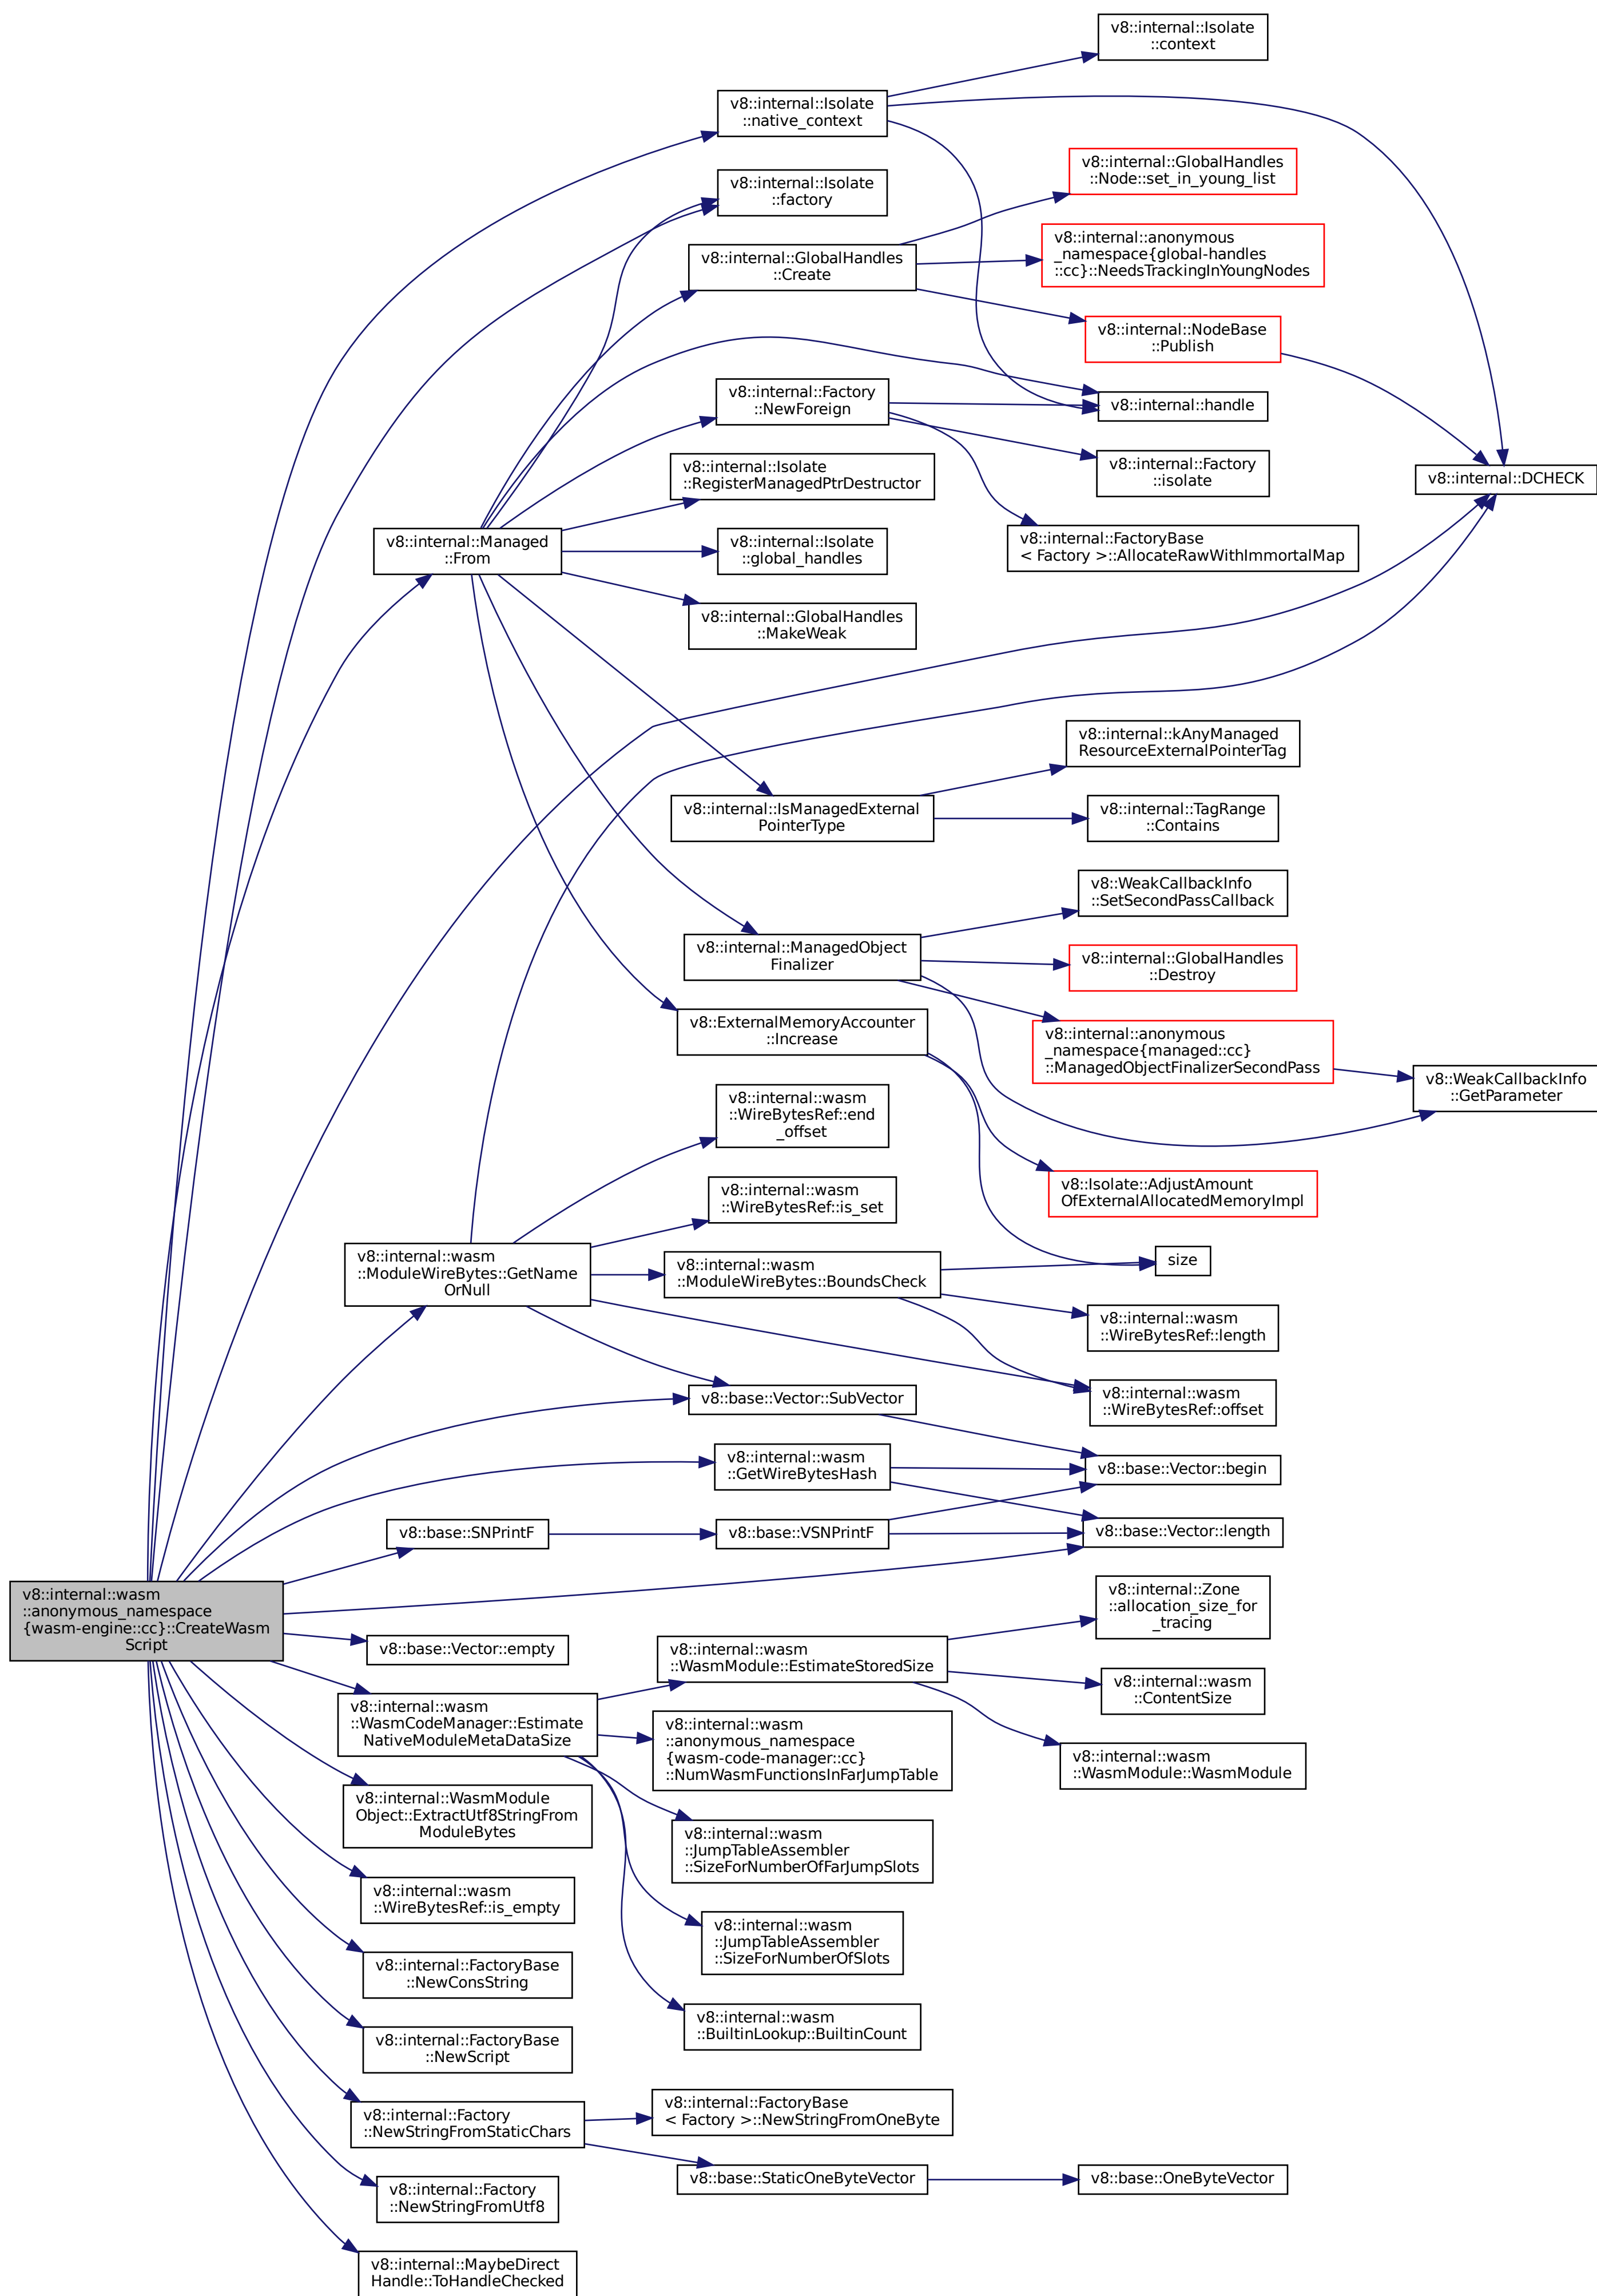 v8::internal::Isolate
::context
v8::internal::Isolate
::native_context
v8::internal::GlobalHandles
::Node::set_in_young_list
v8::internal::Isolate
::factory
v8::internal::anonymous
_namespace{global-handles
::cc}::NeedsTrackingInYoungNodes
v8::internal::GlobalHandles
::Create
v8::internal::NodeBase
::Publish
v8::internal::Factory
::NewForeign
v8::internal::handle
v8::internal::Isolate
::RegisterManagedPtrDestructor
v8::internal::Factory
::isolate
v8::internal::DCHECK
v8::internal::Managed
::From
v8::internal::Isolate
::global_handles
v8::internal::FactoryBase
< Factory >::AllocateRawWithImmortalMap
v8::internal::GlobalHandles
::MakeWeak
v8::internal::kAnyManaged
ResourceExternalPointerTag
v8::internal::IsManagedExternal
PointerType
v8::internal::TagRange
::Contains
v8::WeakCallbackInfo
::SetSecondPassCallback
v8::internal::ManagedObject
Finalizer
v8::internal::GlobalHandles
::Destroy
v8::ExternalMemoryAccounter
::Increase
v8::internal::anonymous
_namespace{managed::cc}
::ManagedObjectFinalizerSecondPass
v8::WeakCallbackInfo
::GetParameter
v8::internal::wasm
::WireBytesRef::end
_offset
v8::internal::wasm
::WireBytesRef::is_set
v8::Isolate::AdjustAmount
OfExternalAllocatedMemoryImpl
v8::internal::wasm
::ModuleWireBytes::GetName
OrNull
v8::internal::wasm
::ModuleWireBytes::BoundsCheck
size
v8::internal::wasm
::WireBytesRef::length
v8::base::Vector::SubVector
v8::internal::wasm
::WireBytesRef::offset
v8::internal::wasm
::GetWireBytesHash
v8::base::Vector::begin
v8::base::SNPrintF
v8::base::VSNPrintF
v8::base::Vector::length
v8::internal::wasm
::anonymous_namespace
{wasm-engine::cc}::CreateWasm
Script
v8::base::Vector::empty
v8::internal::Zone
::allocation_size_for
_tracing
v8::internal::wasm
::WasmModule::EstimateStoredSize
v8::internal::wasm
::ContentSize
v8::internal::wasm
::WasmCodeManager::Estimate
NativeModuleMetaDataSize
v8::internal::wasm
::anonymous_namespace
{wasm-code-manager::cc}
::NumWasmFunctionsInFarJumpTable
v8::internal::wasm
::WasmModule::WasmModule
v8::internal::WasmModule
Object::ExtractUtf8StringFrom
ModuleBytes
v8::internal::wasm
::JumpTableAssembler
::SizeForNumberOfFarJumpSlots
v8::internal::wasm
::WireBytesRef::is_empty
v8::internal::wasm
::JumpTableAssembler
::SizeForNumberOfSlots
v8::internal::FactoryBase
::NewConsString
v8::internal::wasm
::BuiltinLookup::BuiltinCount
v8::internal::FactoryBase
::NewScript
v8::internal::Factory
::NewStringFromStaticChars
v8::internal::FactoryBase
< Factory >::NewStringFromOneByte
v8::base::StaticOneByteVector
v8::base::OneByteVector
v8::internal::Factory
::NewStringFromUtf8
v8::internal::MaybeDirect
Handle::ToHandleChecked